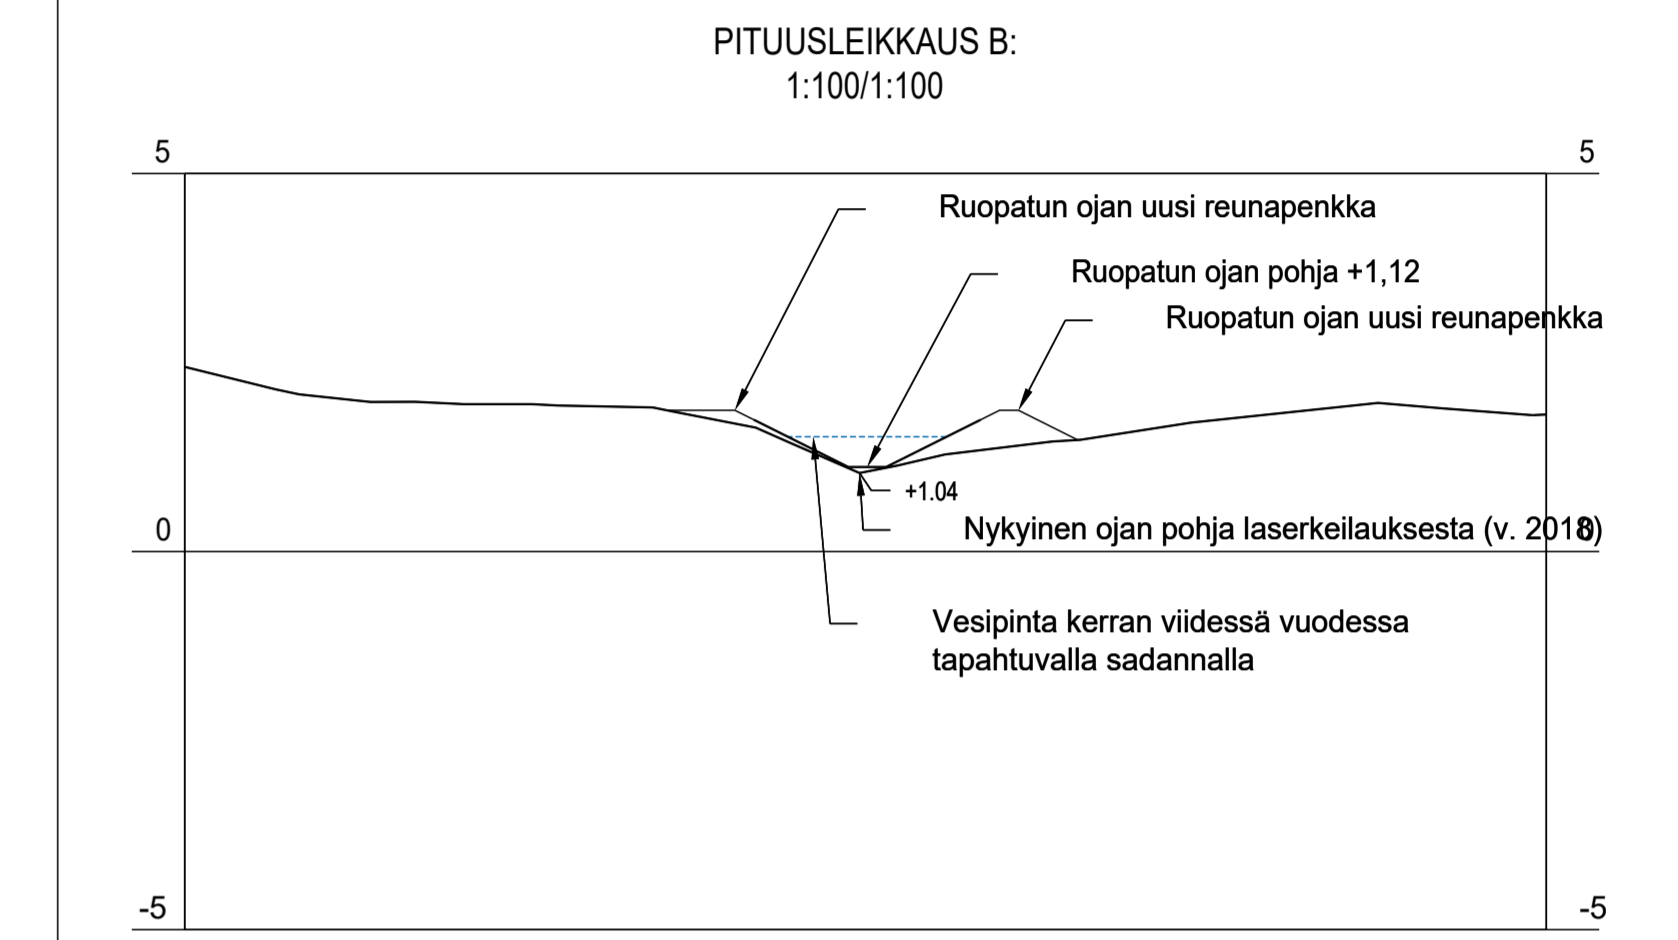 PITUUSLEIKKAUS B:
1:100/1:100
5
5
Ruopatun ojan uusi reunapenkka
Ruopatun ojan pohja +1,12
Ruopatun ojan uusi reunapenkka
+1.04
0
Nykyinen ojan pohja laserkeilauksesta (v. 2018)
0
Vesipinta kerran viidessä vuodessa
tapahtuvalla sadannalla
-5
-5